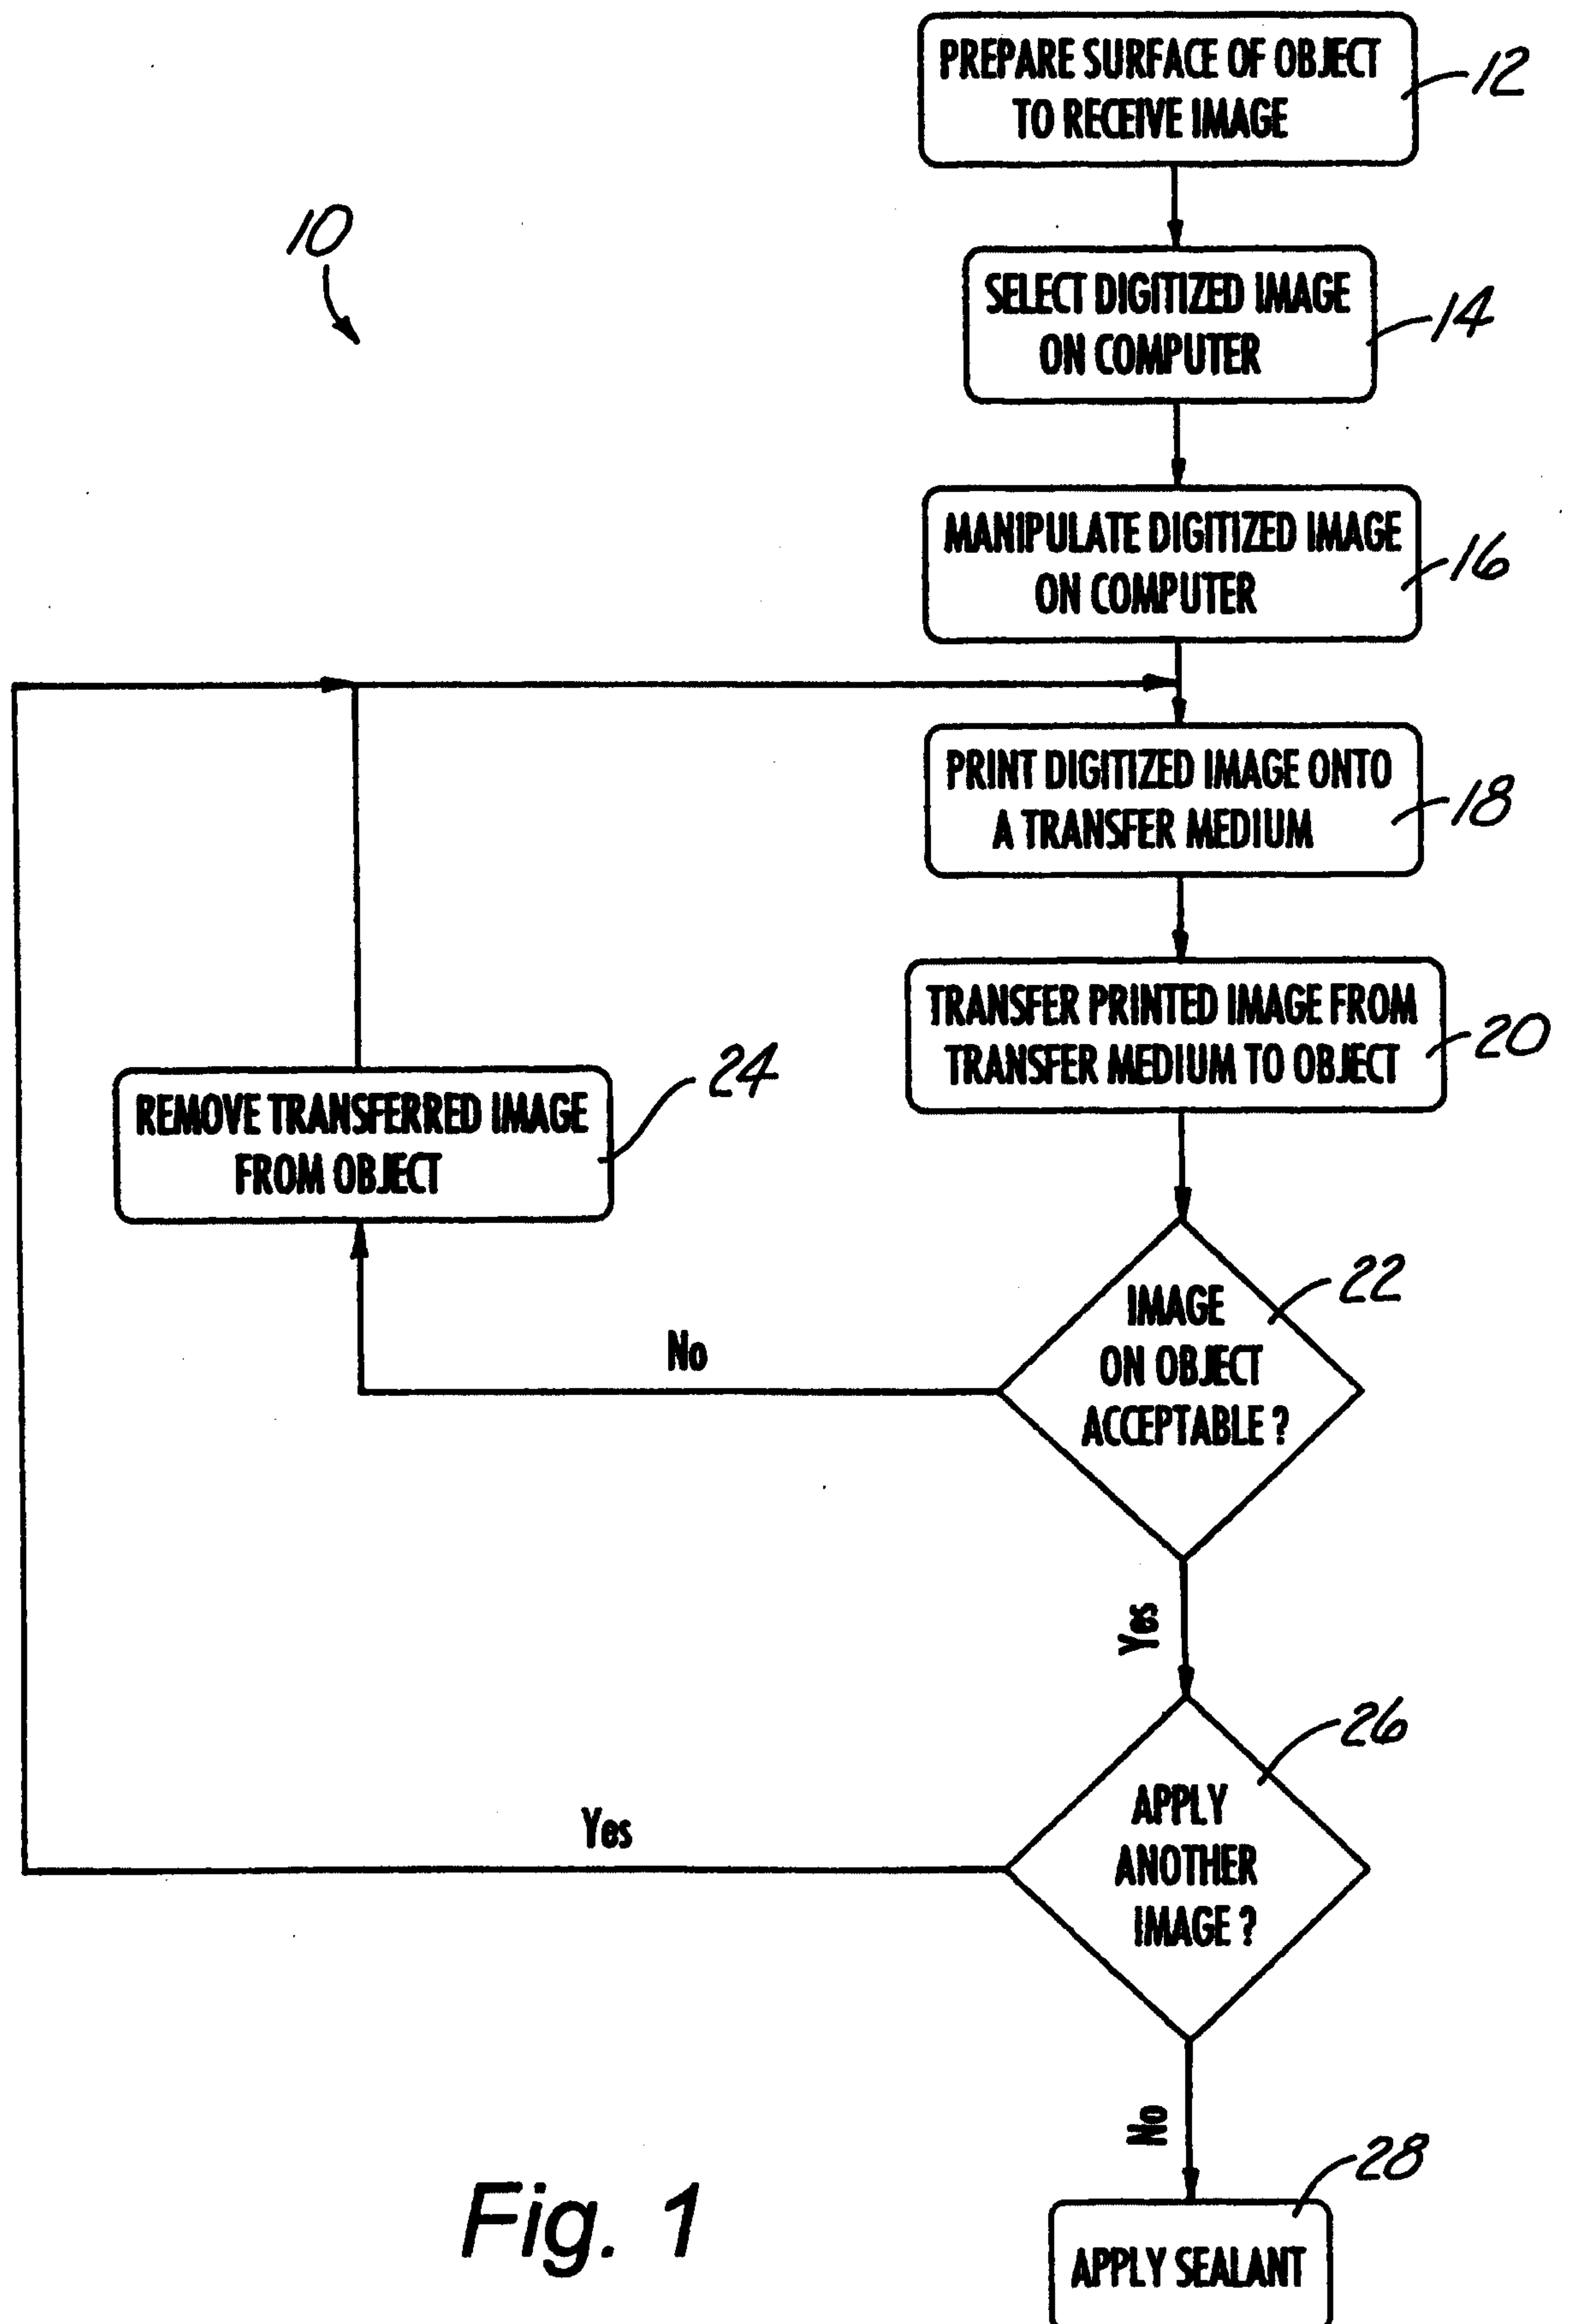 PREPARE SURFACE OF OBJECT
TO RECEIVE IMAGE
12
10
SELECT DIGITIZED IMAGE
ON COMPUTER
14
MANIPULATE DIGITIZED IMAGE
ON COMPUTER
16
PRINT DIGITIZED IMAGE ONTO
A TRANSFER MEDIUM
18
TRANSFER PRINTED IMAGE FROM
TRANSFER MEDIUM TO OBJECT
20
REMOVE TRANSFERRED IMAGE
FROM OBJECT
24
IMAGE
ON OBJECT
ACCEPTABLE ?
22
No
Yes
APPLY
ANOTHER
IMAGE ?
26
Yes
No
APPLY SEALANT
28
Fig. 1